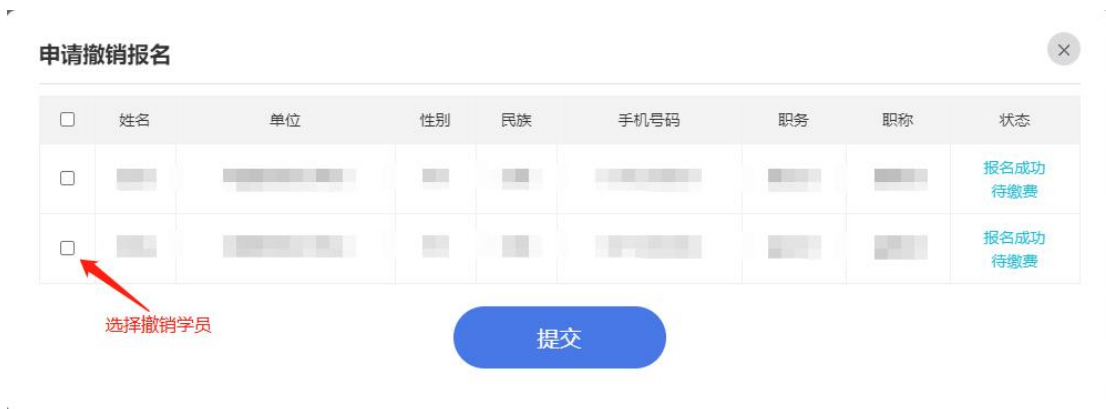 申请撤销报名
姓名 单位 性别 民族 手机号码 职务 职称 状态
报名成功
待缴费
报名成功
待缴费
选择撤销学员
提交